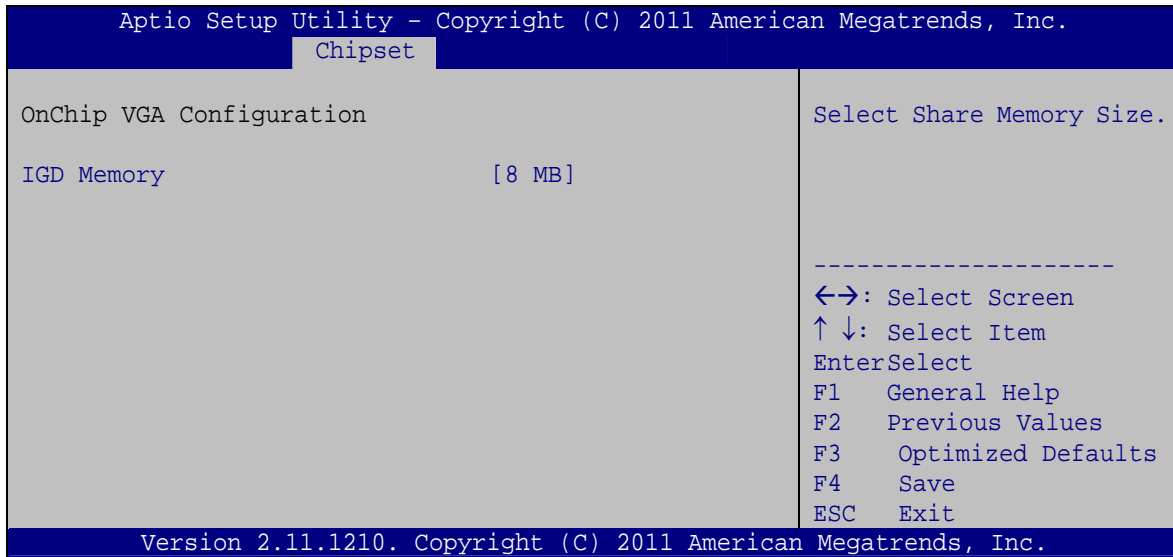 Aptio Setup Utility – Copyright (C) 2011 American Megatrends, Inc.
Chipset
OnChip VGA Configuration
IGD Memory [8 MB]
Select Share Memory Size.
---------------------
←→: Select Screen
↑ ↓: Select Item
EnterSelect
F1 General Help
F2 Previous Values
F3 Optimized Defaults
F4 Save
ESC Exit
Version 2.11.1210. Copyright (C) 2011 American Megatrends, Inc.